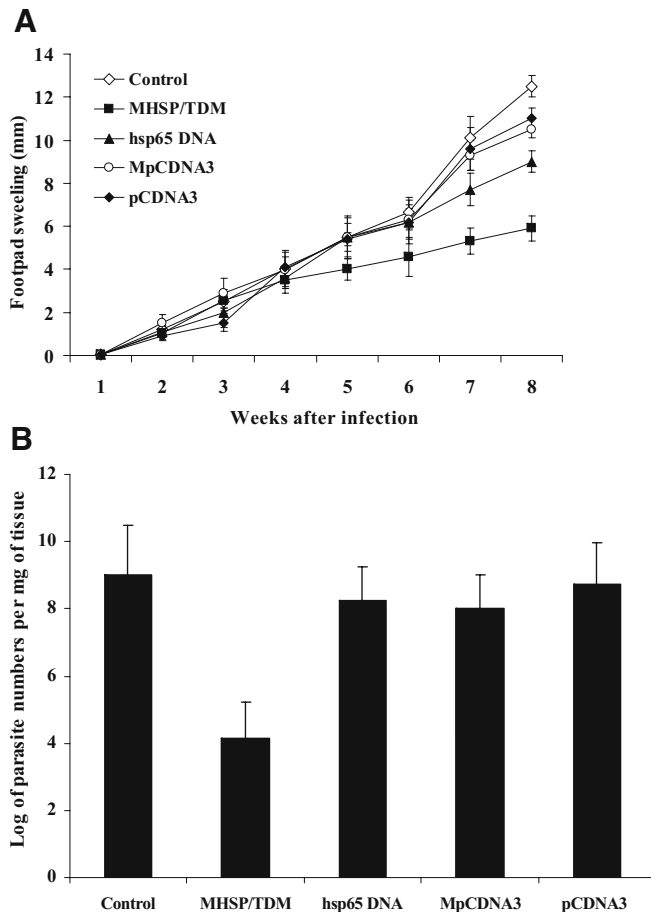 A
Footpad sweeling (mm)
14
12
10
8
6
4
2
0
Control
MHSP/TDM
hsp65 DNA
MpCDNA3
pCDNA3
1 2 3 4 5 6 7 8
Weeks after infection
B
Log of parasite numbers per mg of tissue
12
10
8
6
4
2
0
Control MHSP/TDM hsp65 DNA MpCDNA3 pCDNA3